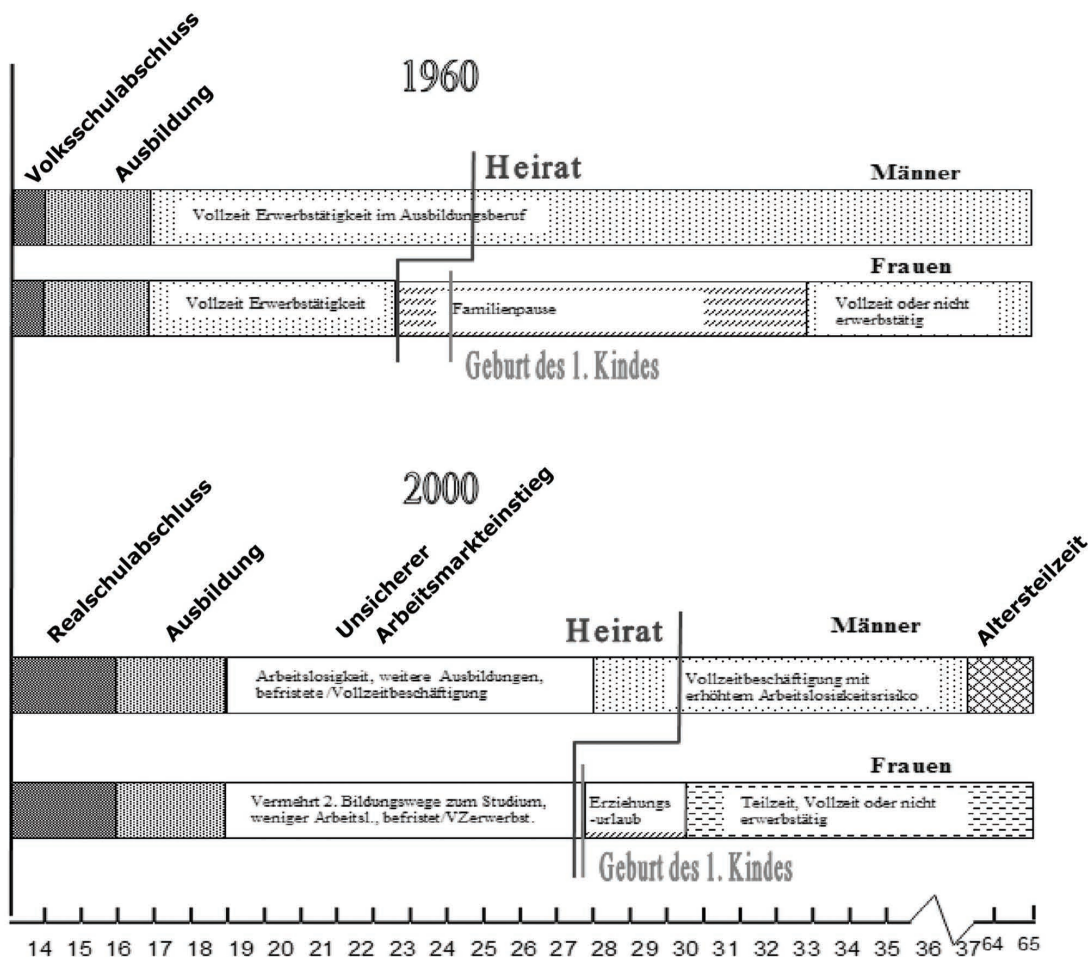 1960
Volksschulabschluss
Ausbildung
Heirat
Männer
Vollzeit Erwerbstätigkeit im Ausbildungsberuf
Frauen
Vollzeit Erwerbstätigkeit
Familienpause
Vollzeit oder nicht
erwerbstätig
Geburt des 1. Kindes
2000
Realschulabschluss
Ausbildung
Unsicherer
Arbeitsmarkteinstieg
Heirat
Männer
Altersteilzeit
Arbeitslosigkeit, weitere Ausbildungen,
befristete/Vollzeitbeschäftigung
Vollzeitbeschäftigung mit
erhöhtem Arbeitslosigkeitsrisiko
Frauen
Vermehrt 2. Bildungswege zum Studium,
weniger Arbeitsl., befristet/VZerwerbst.
Erziehungs
-urlaub
Teilzeit, Vollzeit oder nicht
erwerbstätig
Geburt des 1. Kindes
14 15 16 17 18 19 20 21 22 23 24 25 26 27 28 29 30 31 32 33 34 35 36 37 64 65